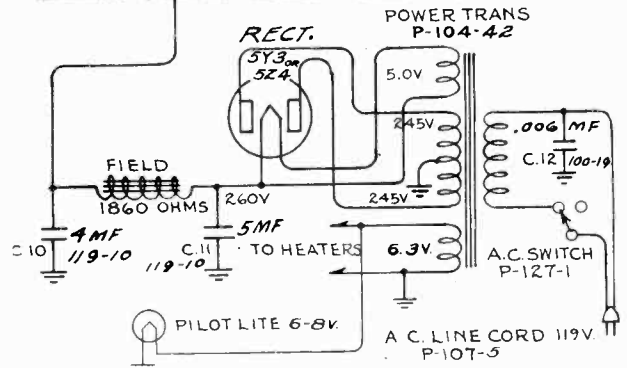 POWER TRANS
P-104-42
RECT.
5Y3 OR
5Z4
5.0V
245V
.006 MF
C.12 100-19
FIELD
1860 OHMS
260V
245V
C10 4MF
119-10
C.11 5MF
119-10
TO HEATERS
6.3V.
A.C. SWITCH
P-127-1
PILOT LITE 6-8V.
A C. LINE CORD 119V.
P-107-5